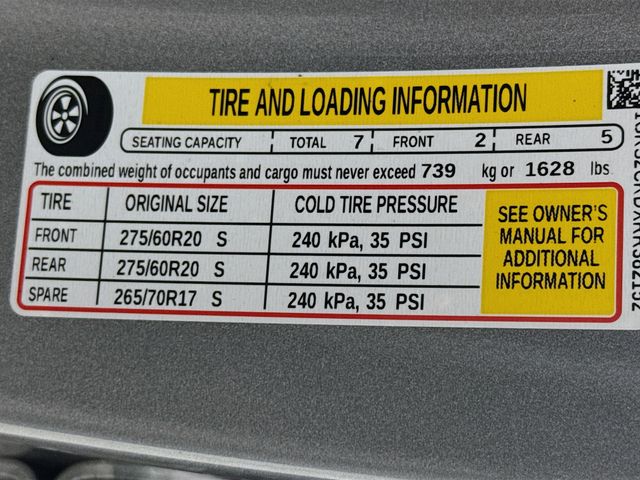 TIRE AND LOADING INFORMATION
SEATING CAPACITY TOTAL 7 FRONT 2 REAR 5
The combined weight of occupants and cargo must never exceed 739 kg or 1628 lbs
TIRE ORIGINAL SIZE COLD TIRE PRESSURE
FRONT 275/60R20 S 240 kPa, 35 PSI
REAR 275/60R20 S 240 kPa, 35 PSI
SPARE 265/70R17 S 240 kPa, 35 PSI
SEE OWNER'S
MANUAL FOR
ADDITIONAL
INFORMATION